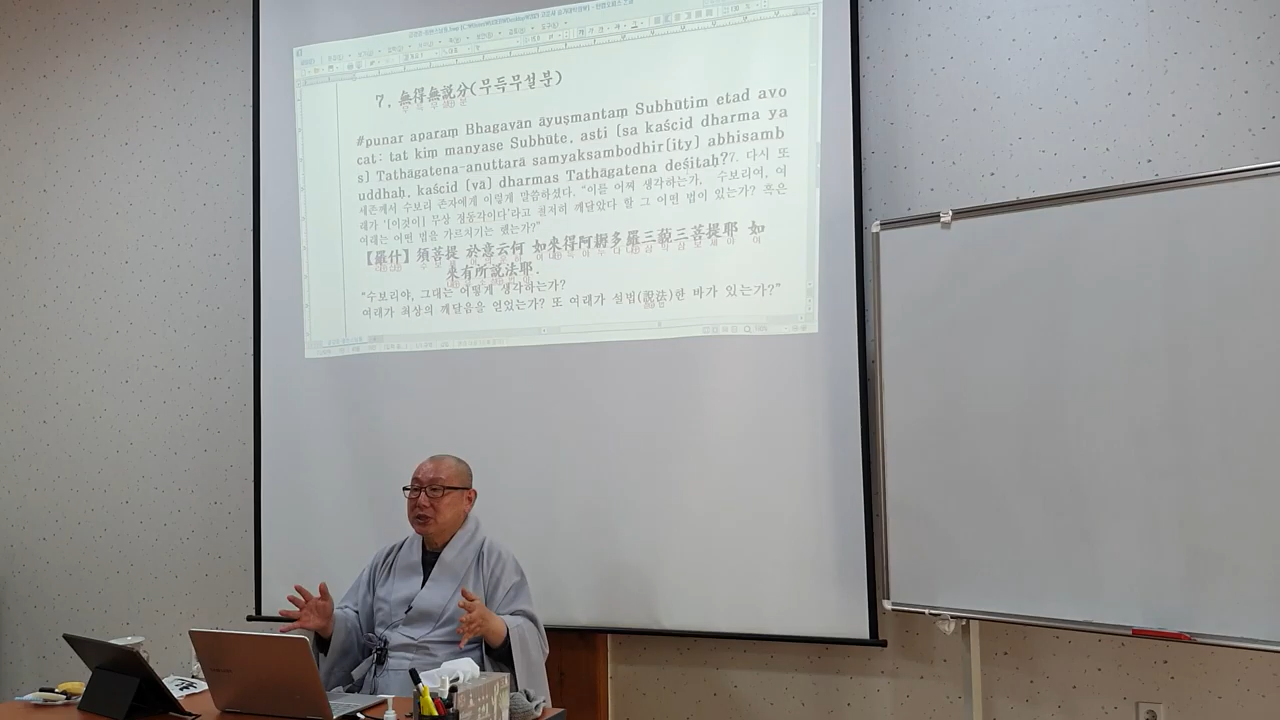 7. 無得無說分(무득무설분)
#punar aparaṃ Bhagavān āyuṣmantaṃ Subhūtim etad avo
cat: tat kiṃ manyase Subhūte, asti (sa kaścid dharma ya
s) Tathāgatena-anuttarā samyaksambodhir(ity) abhisamb
uddhaḥ, kaścid (va) dharmas Tathāgatena deśitaḥ?7. 다시 또
세존께서 수보리 존자에게 이렇게 말씀하셨다. “이를 어찌 생각하는가, 수보리여, 여
래가 ‘[이것이] 무상 정등각이다’라고 철저히 깨달았다 할 그 어떤 법이 있는가? 혹은
여래는 어떤 법을 가르치기는 했는가?”
【羅什】須菩提 於意云何 如來得阿耨多羅三藐三菩提耶 如
來有所說法耶.
“수보리야, 그대는 어떻게 생각하는가?
여래가 최상의 깨달음을 얻었는가? 또 여래가 설법(說法)한 바가 있는가?”